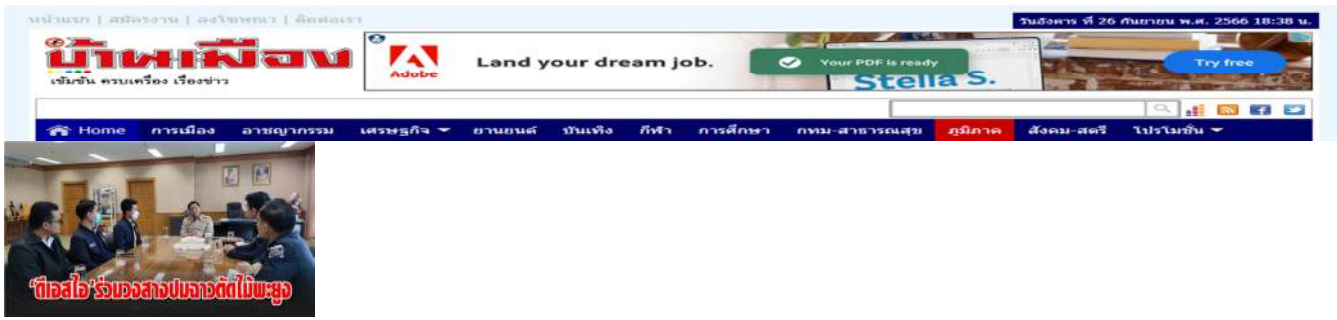 หน้าแรก | สมัครงาน | ลงโฆษณา | ติดต่อเรา
วันอังคาร ที่ 26 กันยายน พ.ศ. 2566 18:38 น.
บ้านเมือง
เข้มข้น ครบเครื่อง เรื่องข่าว
Adobe
Land your dream job.
Your PDF is ready
Stella S.
Try free
Home การเมือง อาชญากรรม เศรษฐกิจ ยานยนต์ บันเทิง กีฬา การศึกษา กทม-สาธารณสุข ภูมิภาค สังคม-สตรี โปรโมชั่น
'ดีเอสไอ'ร่วมวงสางปมฉาวตัดไม้พะยูง